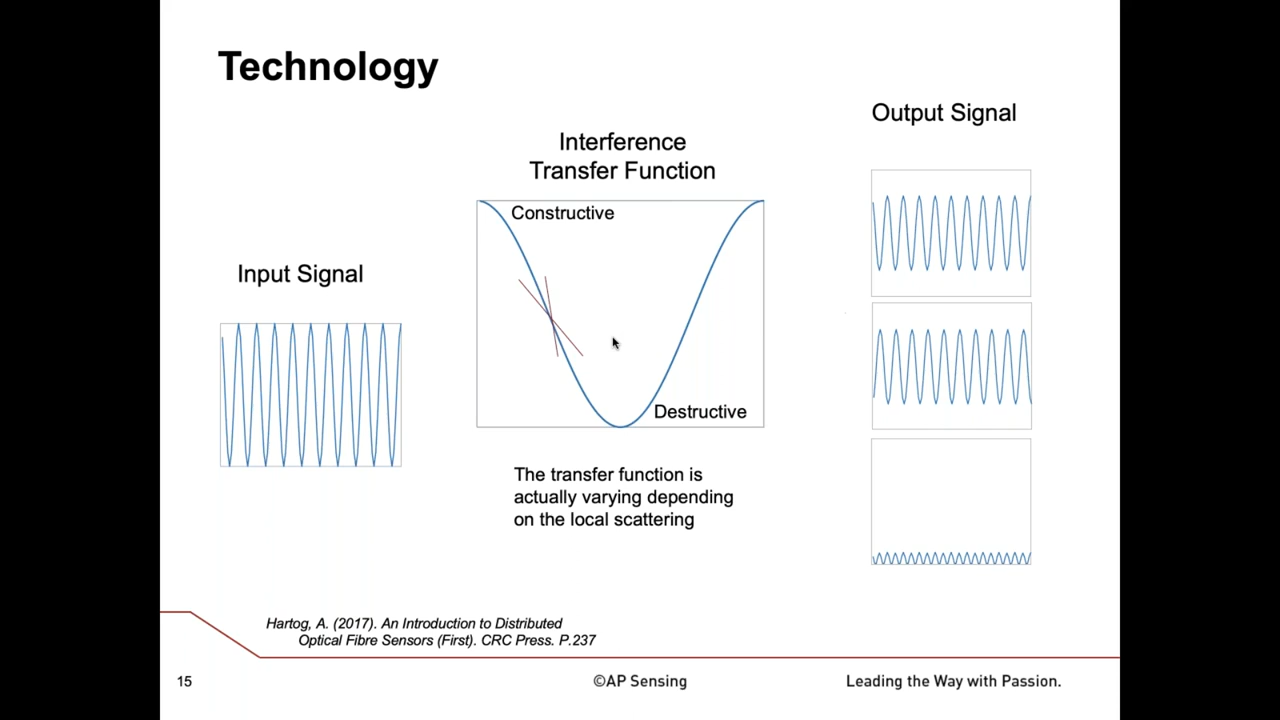 Technology
Output Signal
Interference
Transfer Function
Constructive
Input Signal
Destructive
The transfer function is
actually varying depending
on the local scattering
Hartog, A. (2017). An Introduction to Distributed
Optical Fibre Sensors (First). CRC Press. P.237
15
©AP Sensing
Leading the Way with Passion.